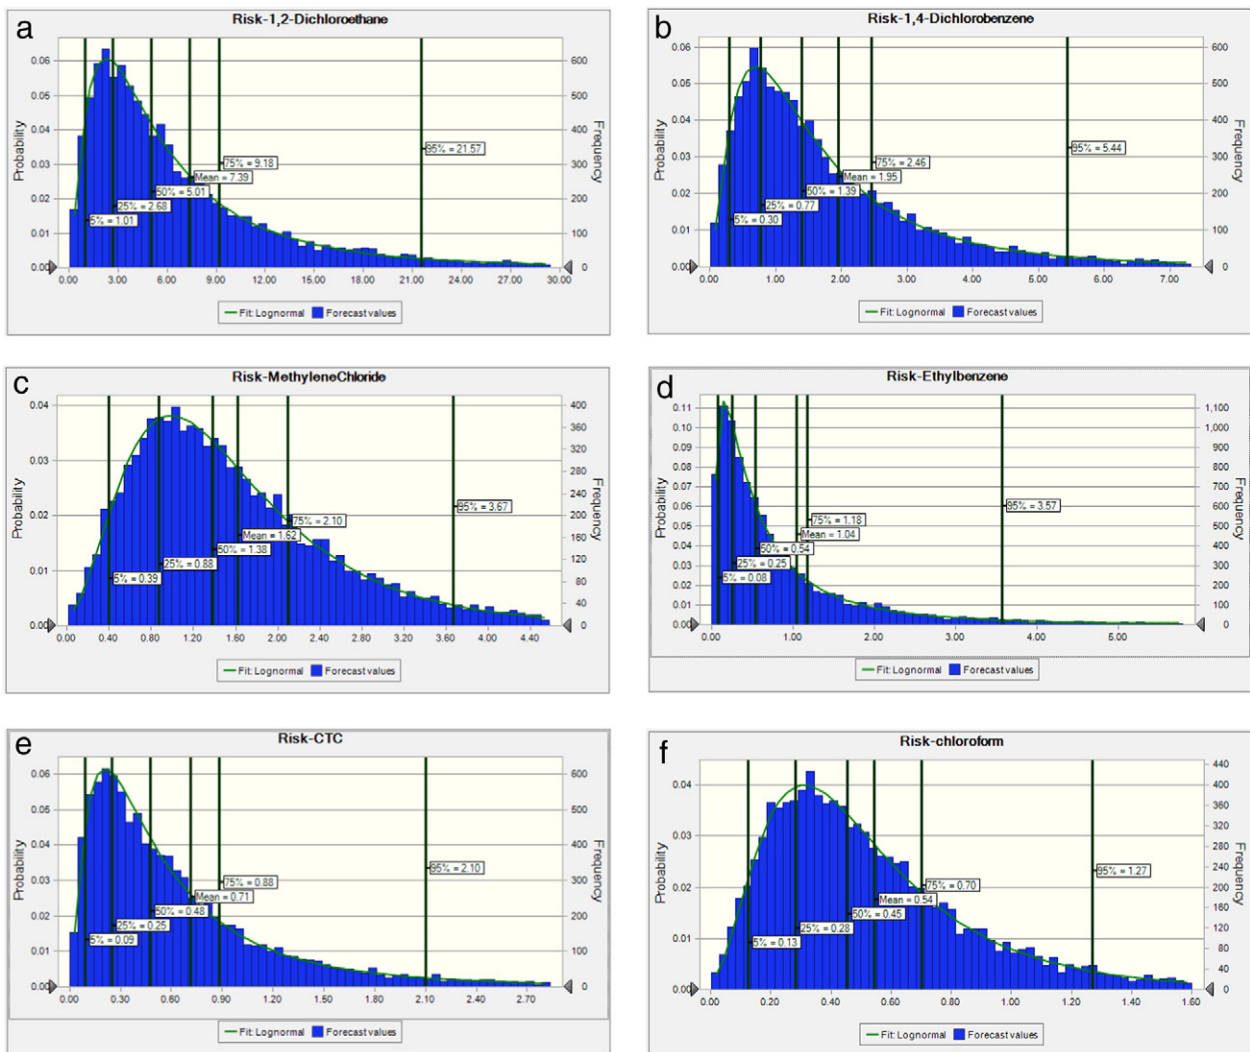 a
Risk-1,2-Dichloroethane
Probability
Frequency
0.06
0.05
0.04
0.03
0.02
0.01
0.00
600
500
400
300
200
100
0
95% = 21.57
75% = 9.18
Mean = 7.39
50% = 5.01
25% = 2.68
5% = 1.01
0.00 3.00 6.00 9.00 12.00 15.00 18.00 21.00 24.00 27.00 30.00
Fit: Lognormal Forecast values
b
Risk-1,4-Dichlorobenzene
Probability
Frequency
0.06
0.05
0.04
0.03
0.02
0.01
0.00
600
500
400
300
200
100
0
95% = 5.44
75% = 2.46
Mean = 1.95
50% = 1.39
25% = 0.77
5% = 0.30
0.00 1.00 2.00 3.00 4.00 5.00 6.00 7.00
Fit: Lognormal Forecast values
c
Risk-MethyleneChloride
Probability
Frequency
0.04
0.03
0.02
0.01
0.00
400
360
320
280
240
200
160
120
80
40
0
95% = 3.67
75% = 2.10
Mean = 1.62
50% = 1.38
25% = 0.88
5% = 0.39
0.00 0.40 0.80 1.20 1.60 2.00 2.40 2.80 3.20 3.60 4.00 4.40
Fit: Lognormal Forecast values
d
Risk-Ethylbenzene
Probability
Frequency
0.11
0.10
0.09
0.08
0.07
0.06
0.05
0.04
0.03
0.02
0.01
0.00
1,100
1,000
900
800
700
600
500
400
300
200
100
0
95% = 3.57
75% = 1.18
Mean = 1.04
50% = 0.54
25% = 0.25
5% = 0.08
0.00 1.00 2.00 3.00 4.00 5.00
Fit: Lognormal Forecast values
e
Risk-CTC
Probability
Frequency
0.06
0.05
0.04
0.03
0.02
0.01
0.00
600
500
400
300
200
100
0
95% = 2.10
75% = 0.88
Mean = 0.71
50% = 0.48
25% = 0.25
5% = 0.09
0.00 0.30 0.60 0.90 1.20 1.50 1.80 2.10 2.40 2.70
Fit: Lognormal Forecast values
f
Risk-chloroform
Probability
Frequency
0.04
0.03
0.02
0.01
0.00
440
400
360
320
280
240
200
160
120
80
40
0
95% = 1.27
75% = 0.70
Mean = 0.54
50% = 0.45
25% = 0.28
5% = 0.13
0.00 0.20 0.40 0.60 0.80 1.00 1.20 1.40 1.60
Fit: Lognormal Forecast values